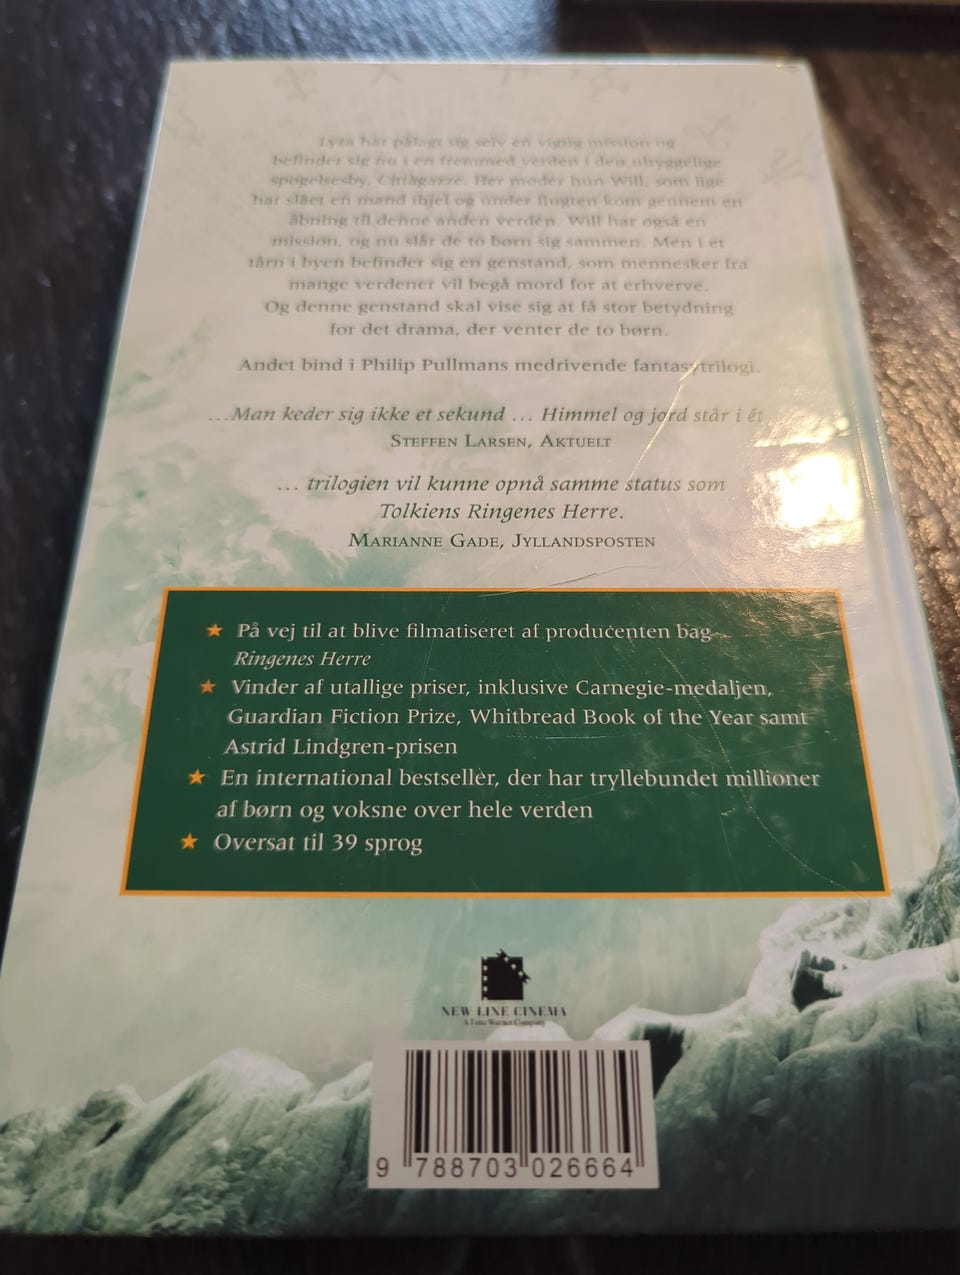 Lyra har pålagt sig selv en vigtig mission og
befinder sig nu i en fremmed verden i den uhyggelige
spøgelsesby, Cittàgazze. Her møder hun Will, som lige
har slået en mand ihjel og under flugten kom gennem en
åbning til denne anden verden. Will har også en
mission, og nu slår de to børn sig sammen. Men i et
tårn i byen befinder sig en genstand, som mennesker fra
mange verdener vil begå mord for at erhverve.
Og denne genstand skal vise sig at få stor betydning
for det drama, der venter de to børn.
Andet bind i Philip Pullmans medrivende fantasytrilogi.
...Man keder sig ikke et sekund ... Himmel og jord står i ét
STEFFEN LARSEN, AKTUELT
... trilogien vil kunne opnå samme status som
Tolkiens Ringenes Herre.
MARIANNE GADE, JYLLANDSPOSTEN
★ På vej til at blive filmatiseret af producenten bag
Ringenes Herre
★ Vinder af utallige priser, inklusive Carnegie-medaljen,
Guardian Fiction Prize, Whitbread Book of the Year samt
Astrid Lindgren-prisen
★ En international bestseller, der har tryllebundet millioner
af børn og voksne over hele verden
★ Oversat til 39 sprog
NEW LINE CINEMA
A Time Warner Company
9 788703 026664